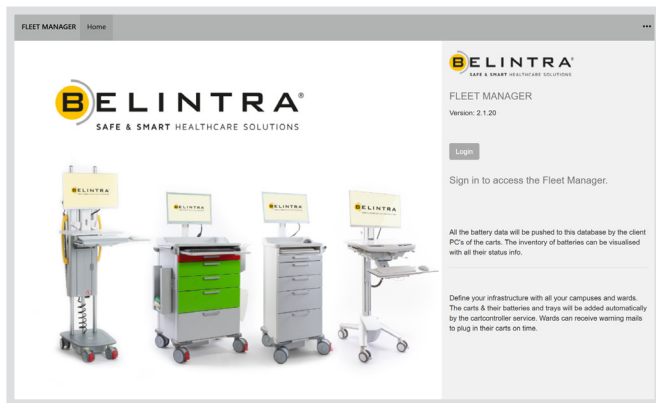 FLEET MANAGER Home ...
BELINTRA®
SAFE & SMART HEALTHCARE SOLUTIONS
BELINTRA
BELINTRA
BELINTRA
BELINTRA
BELINTRA®
SAFE & SMART HEALTHCARE SOLUTIONS
FLEET MANAGER
Version: 2.1.20
Login
Sign in to access the Fleet Manager.
All the battery data will be pushed to this database by the client
PC's of the carts. The inventory of batteries can be visualised
with all their status info.
Define your infrastructure with all your campuses and wards.
The carts & their batteries and trays will be added automatically
by the cartcontroller service. Wards can receive warning mails
to plug in their carts on time.